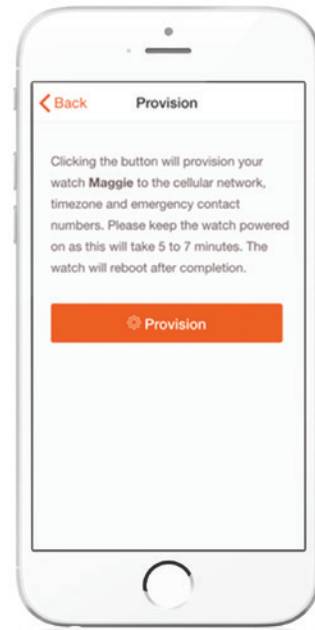 Back Provision
Clicking the button will provision your
watch Maggie to the cellular network,
timezone and emergency contact
numbers. Please keep the watch powered
on as this will take 5 to 7 minutes. The
watch will reboot after completion.
Provision